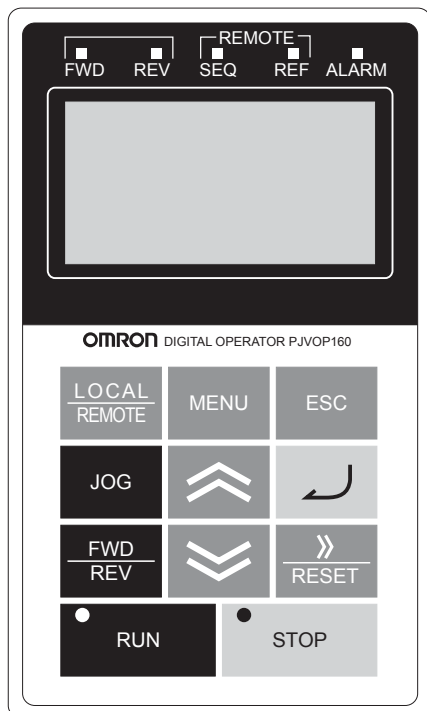 REMOTE
FWD REV SEQ REF ALARM
OMRON DIGITAL OPERATOR PJVOP160
LOCAL
REMOTE
MENU
ESC
JOG
FWD
REV
RESET
RUN
STOP